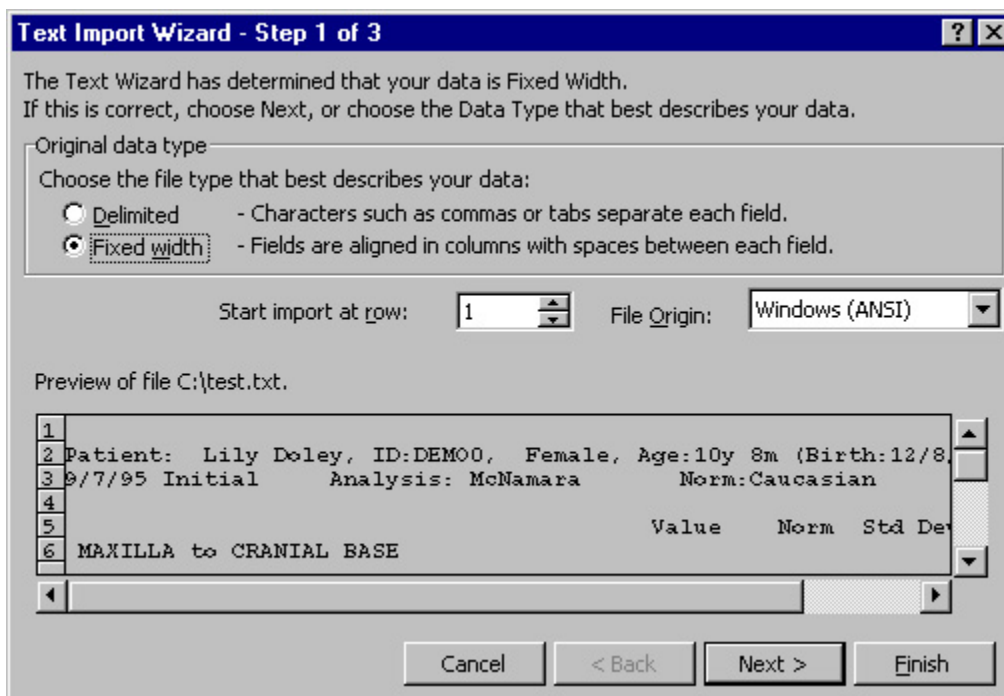 Text Import Wizard - Step 1 of 3
The Text Wizard has determined that your data is Fixed Width.
If this is correct, choose Next, or choose the Data Type that best describes your data.
Original data type
Choose the file type that best describes your data:
Delimited - Characters such as commas or tabs separate each field.
Fixed width - Fields are aligned in columns with spaces between each field.
Start import at row: 1 File Origin: Windows (ANSI)
Preview of file C:\test.txt.
1
2 Patient: Lily Doley, ID:DEMO0, Female, Age:10y 8m (Birth:12/8/
3 9/7/95 Initial Analysis: McNamara Norm:Caucasian
4
5 Value Norm Std Dev
6 MAXILLA to CRANIAL BASE
Cancel < Back Next > Finish